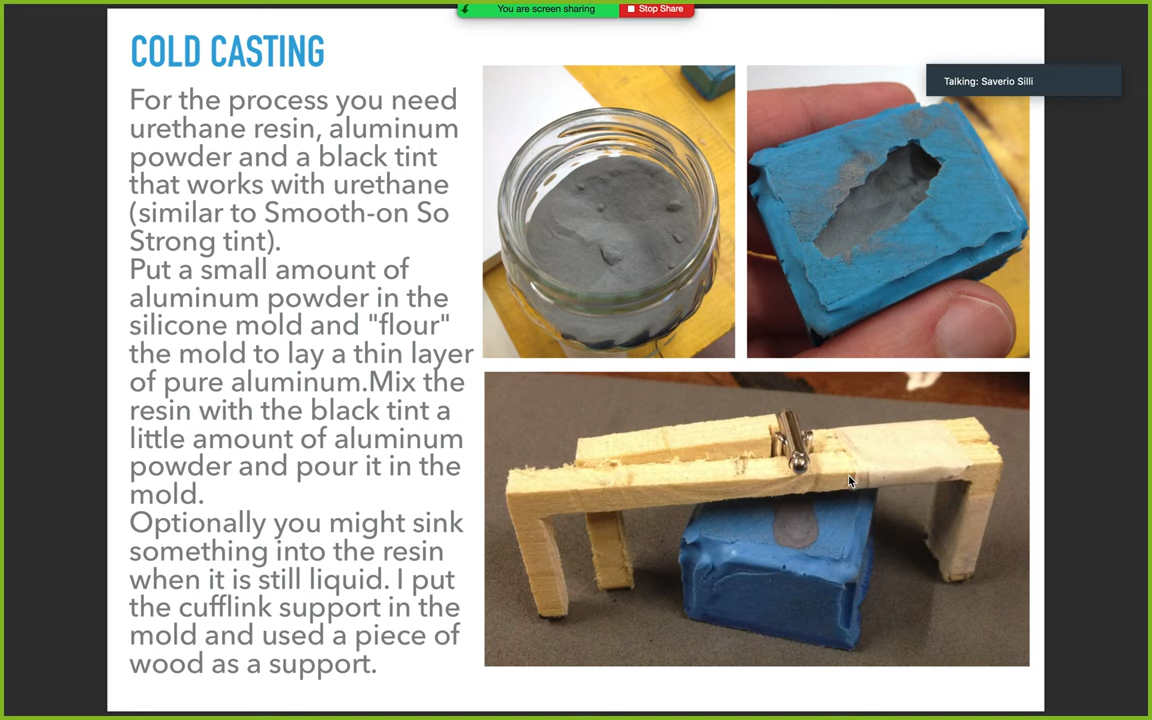 You are screen sharing
Stop Share
COLD CASTING
Talking: Saverio Silli
For the process you need
urethane resin, aluminum
powder and a black tint
that works with urethane
(similar to Smooth-on So
Strong tint).
Put a small amount of
aluminum powder in the
silicone mold and "flour"
the mold to lay a thin layer
of pure aluminum.Mix the
resin with the black tint a
little amount of aluminum
powder and pour it in the
mold.
Optionally you might sink
something into the resin
when it is still liquid. I put
the cufflink support in the
mold and used a piece of
wood as a support.